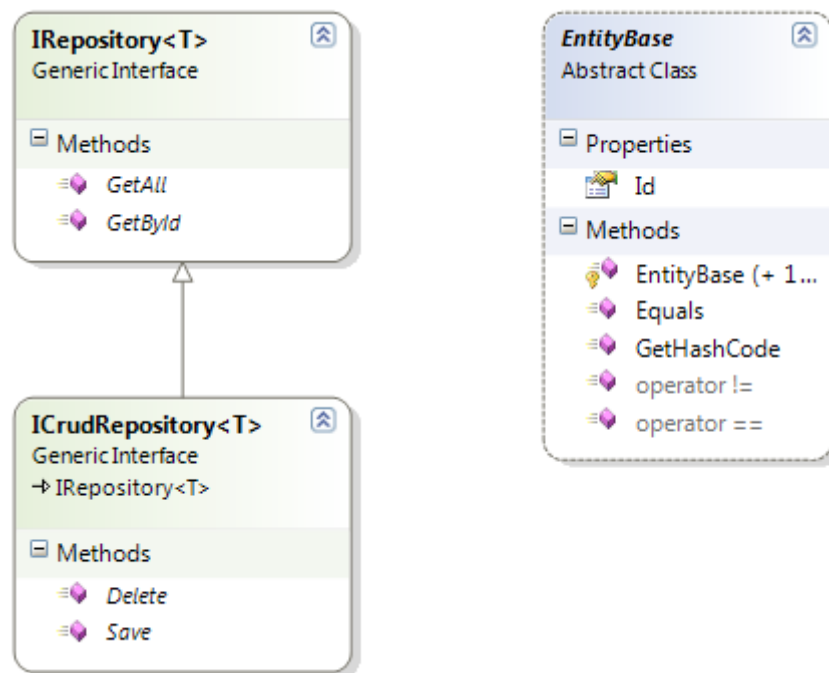 IRepository<T>
Generic Interface
Methods
GetAll
GetById
ICrudRepository<T>
Generic Interface
IRepository<T>
Methods
Delete
Save
EntityBase
Abstract Class
Properties
Id
Methods
EntityBase (+ 1...
Equals
GetHashCode
operator !=
operator ==